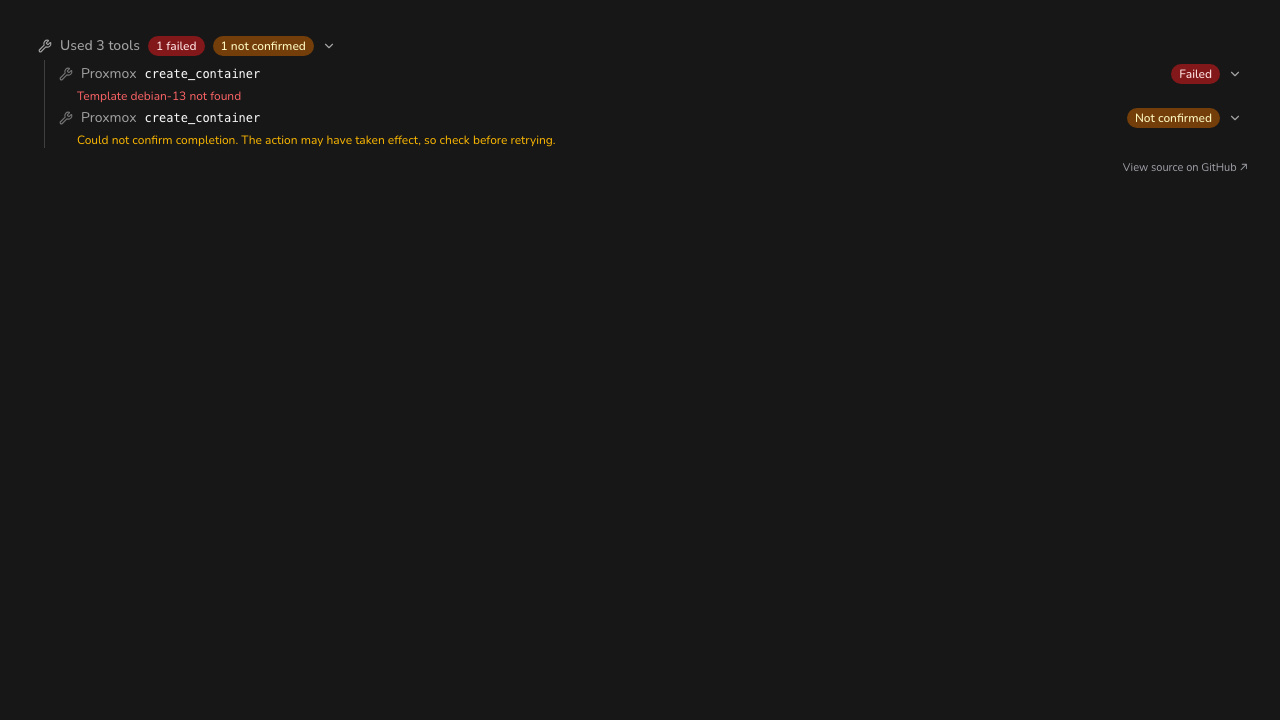 Used 3 tools 1 failed 1 not confirmed
Proxmox create_container Failed
Template debian-13 not found
Proxmox create_container Not confirmed
Could not confirm completion. The action may have taken effect, so check before retrying.
View source on GitHub ↗